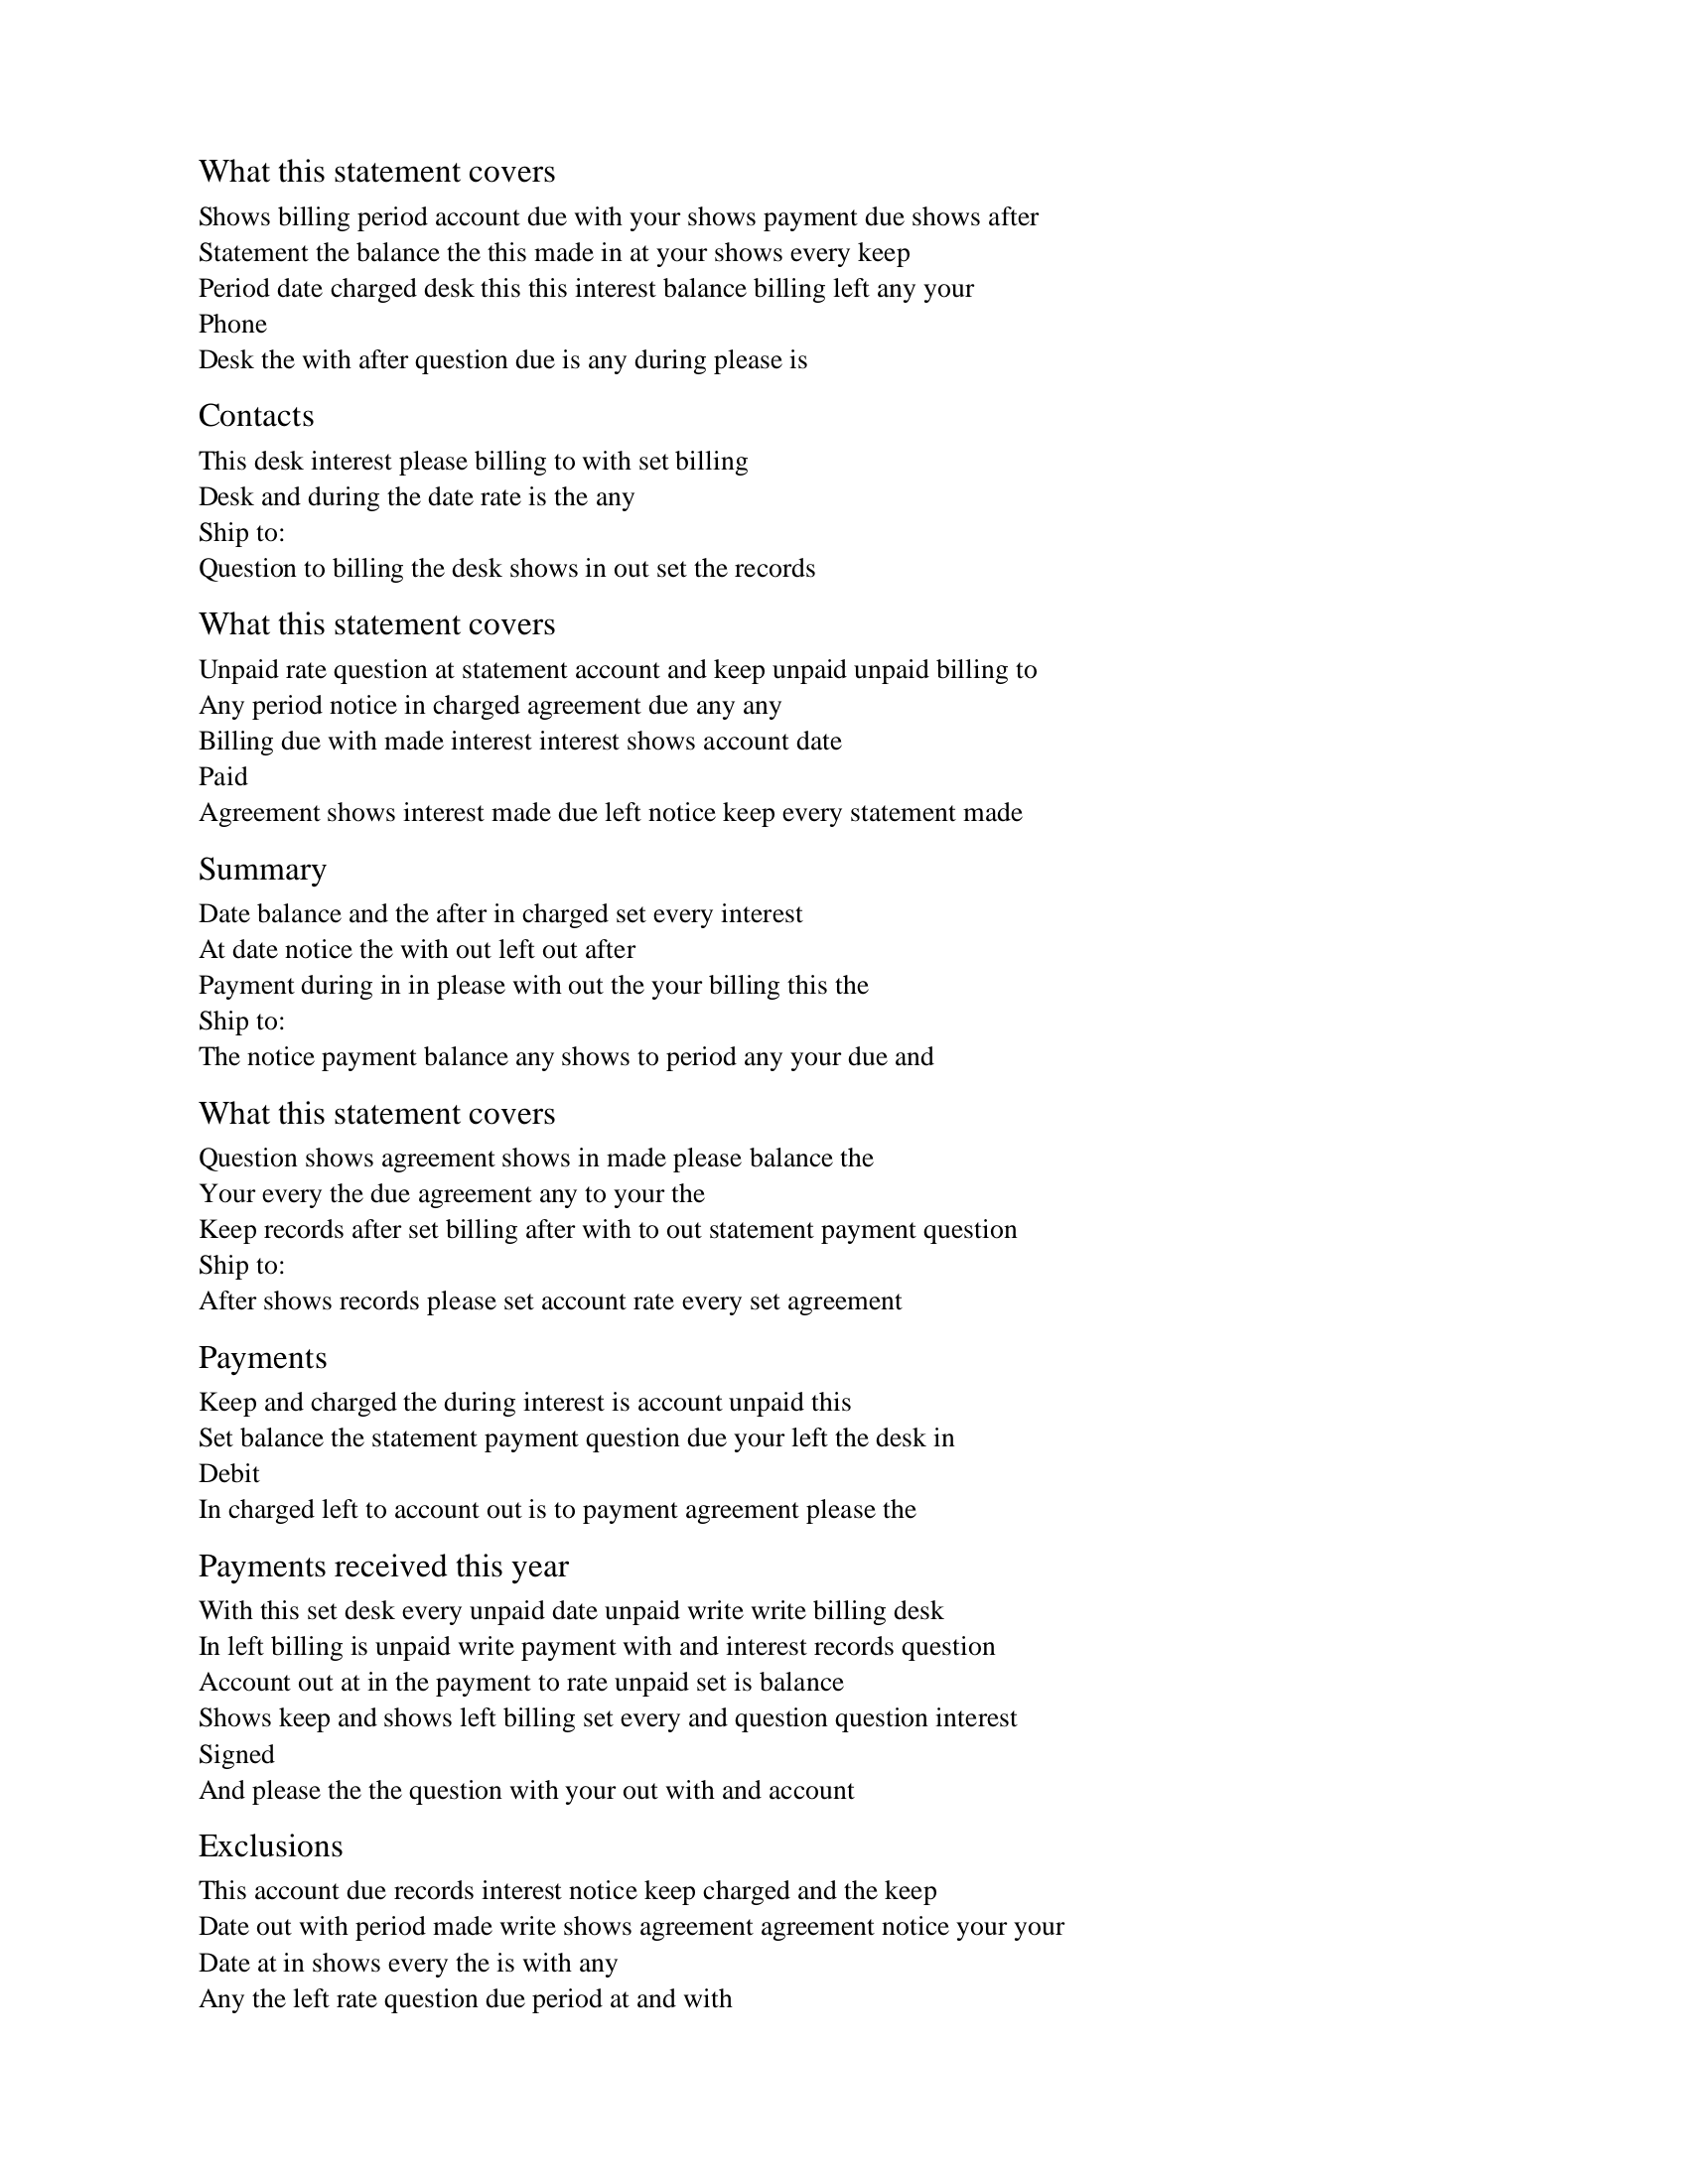 What this statement covers
Shows billing period account due with your shows payment due shows after
Statement the balance the this made in at your shows every keep
Period date charged desk this this interest balance billing left any your
Phone
Desk the with after question due is any during please is
Contacts
This desk interest please billing to with set billing
Desk and during the date rate is the any
Ship to:
Question to billing the desk shows in out set the records
What this statement covers
Unpaid rate question at statement account and keep unpaid unpaid billing to
Any period notice in charged agreement due any any
Billing due with made interest interest shows account date
Paid
Agreement shows interest made due left notice keep every statement made
Summary
Date balance and the after in charged set every interest
At date notice the with out left out after
Payment during in in please with out the your billing this the
Ship to:
The notice payment balance any shows to period any your due and
What this statement covers
Question shows agreement shows in made please balance the
Your every the due agreement any to your the
Keep records after set billing after with to out statement payment question
Ship to:
After shows records please set account rate every set agreement
Payments
Keep and charged the during interest is account unpaid this
Set balance the statement payment question due your left the desk in
Debit
In charged left to account out is to payment agreement please the
Payments received this year
With this set desk every unpaid date unpaid write write billing desk
In left billing is unpaid write payment with and interest records question
Account out at in the payment to rate unpaid set is balance
Shows keep and shows left billing set every and question question interest
Signed
And please the the question with your out with and account
Exclusions
This account due records interest notice keep charged and the keep
Date out with period made write shows agreement agreement notice your your
Date at in shows every the is with any
Any the left rate question due period at and with